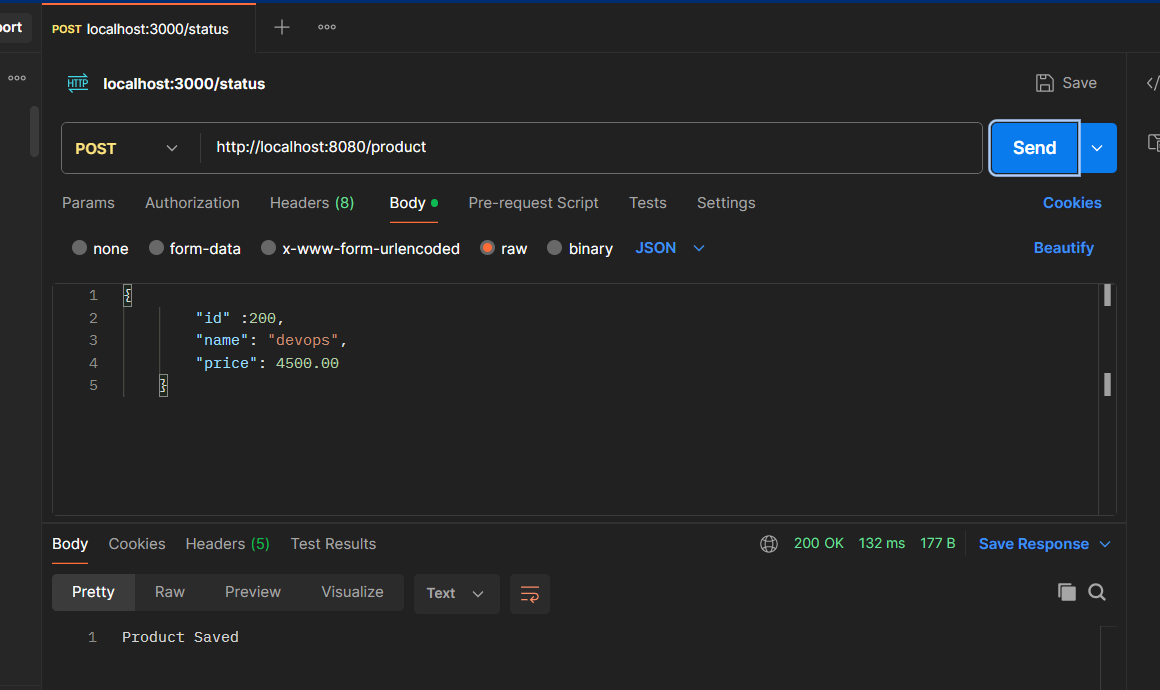 port
POST localhost:3000/status
HTTP localhost:3000/status
Save
POST
http://localhost:8080/product
Send
Params Authorization Headers (8) Body Pre-request Script Tests Settings Cookies
none form-data x-www-form-urlencoded raw binary JSON Beautify
1 {
2 "id" :200,
3 "name": "devops",
4 "price": 4500.00
5 }
Body Cookies Headers (5) Test Results 200 OK 132 ms 177 B Save Response
Pretty Raw Preview Visualize Text
1 Product Saved